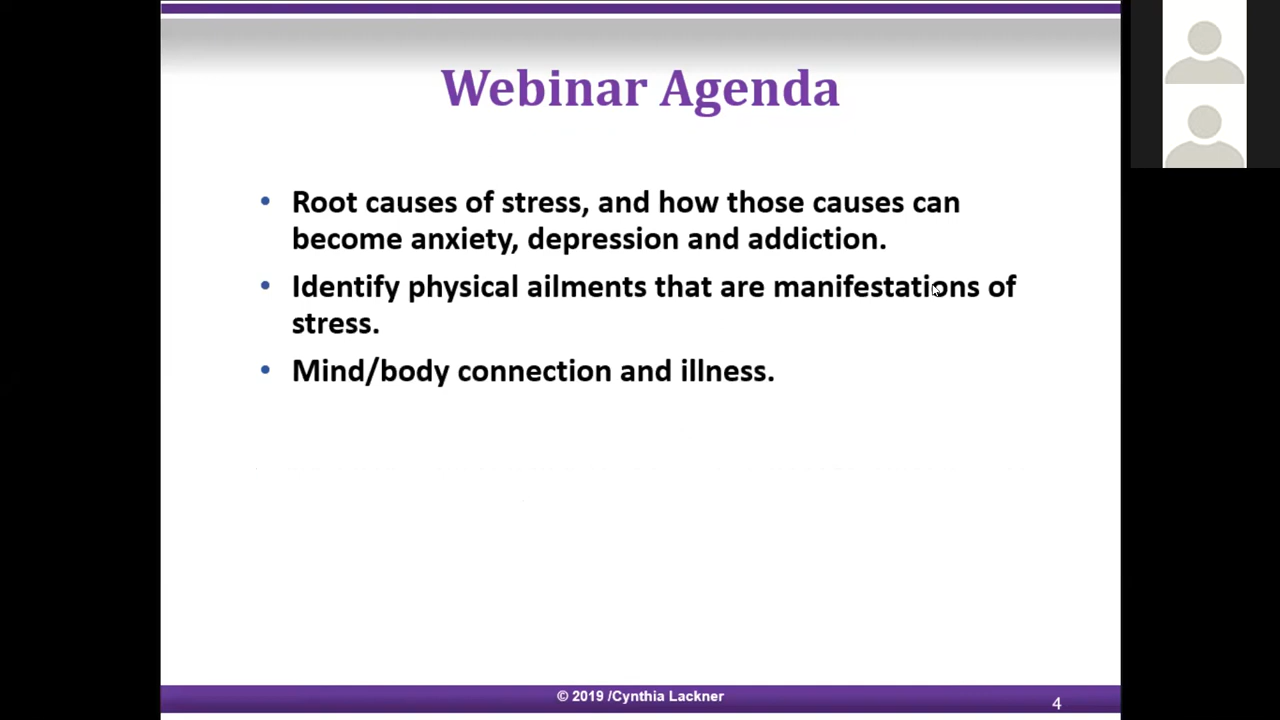 Webinar Agenda
• Root causes of stress, and how those causes can
become anxiety, depression and addiction.
• Identify physical ailments that are manifestations of
stress.
• Mind/body connection and illness.
© 2019 /Cynthia Lackner
4